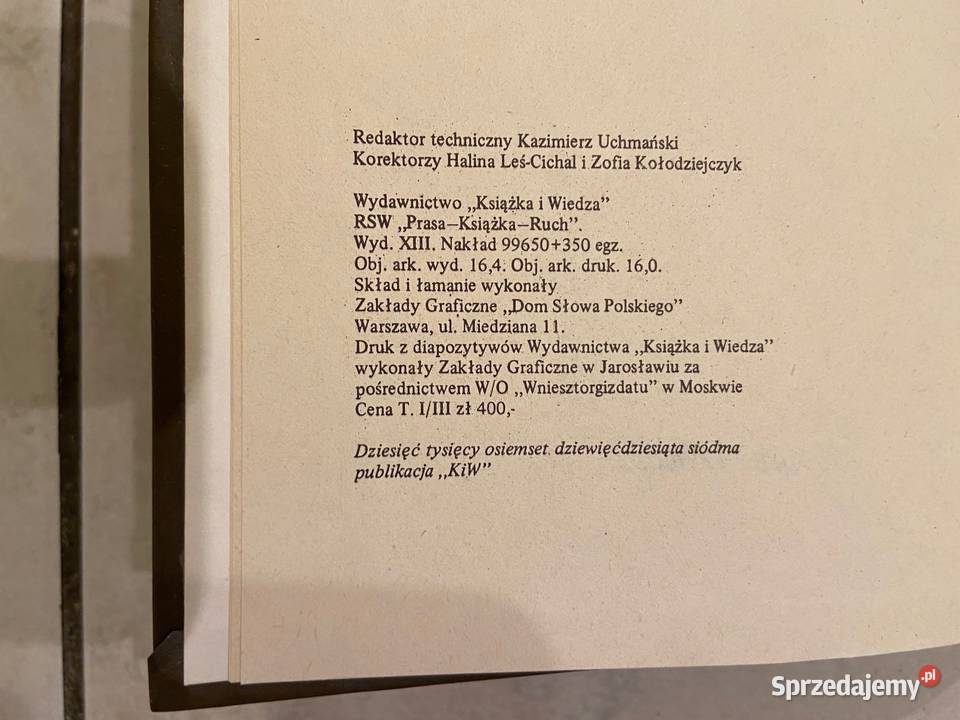 Redaktor techniczny Kazimierz Uchmański
Korektorzy Halina Leś-Cichal i Zofia Kołodziejczyk
Wydawnictwo „Książka i Wiedza”
RSW „Prasa—Książka—Ruch”.
Wyd. XIII. Nakład 99650+350 egz.
Obj. ark. wyd. 16,4. Obj. ark. druk. 16,0.
Skład i łamanie wykonały
Zakłady Graficzne „Dom Słowa Polskiego”
Warszawa, ul. Miedziana 11.
Druk z diapozytywów Wydawnictwa „Książka i Wiedza”
wykonały Zakłady Graficzne w Jarosławiu za
pośrednictwem W/O „Wniesztorgizdatu” w Moskwie
Cena T. I/III zł 400,-
Dziesięć tysięcy osiemset dziewięćdziesiąta siódma
publikacja „KiW”
Sprzedajemy.pl